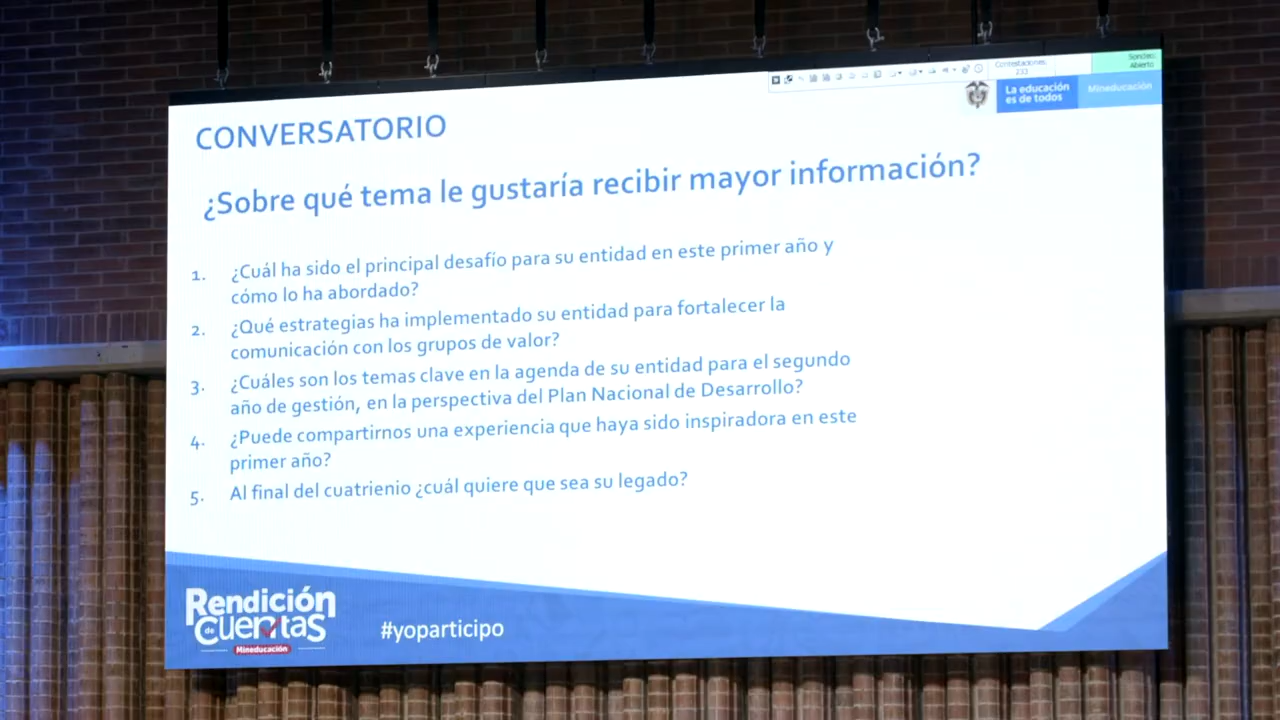 Contestaciones
233
Sondeo
Abierto
La educación
es de todos
Mineducación
CONVERSATORIO
¿Sobre qué tema le gustaría recibir mayor información?
1. ¿Cuál ha sido el principal desafío para su entidad en este primer año y
cómo lo ha abordado?
2. ¿Qué estrategias ha implementado su entidad para fortalecer la
comunicación con los grupos de valor?
3. ¿Cuáles son los temas clave en la agenda de su entidad para el segundo
año de gestión, en la perspectiva del Plan Nacional de Desarrollo?
4. ¿Puede compartirnos una experiencia que haya sido inspiradora en este
primer año?
5. Al final del cuatrienio ¿cuál quiere que sea su legado?
Rendición
de cuentas
Mineducación
#yoparticipo